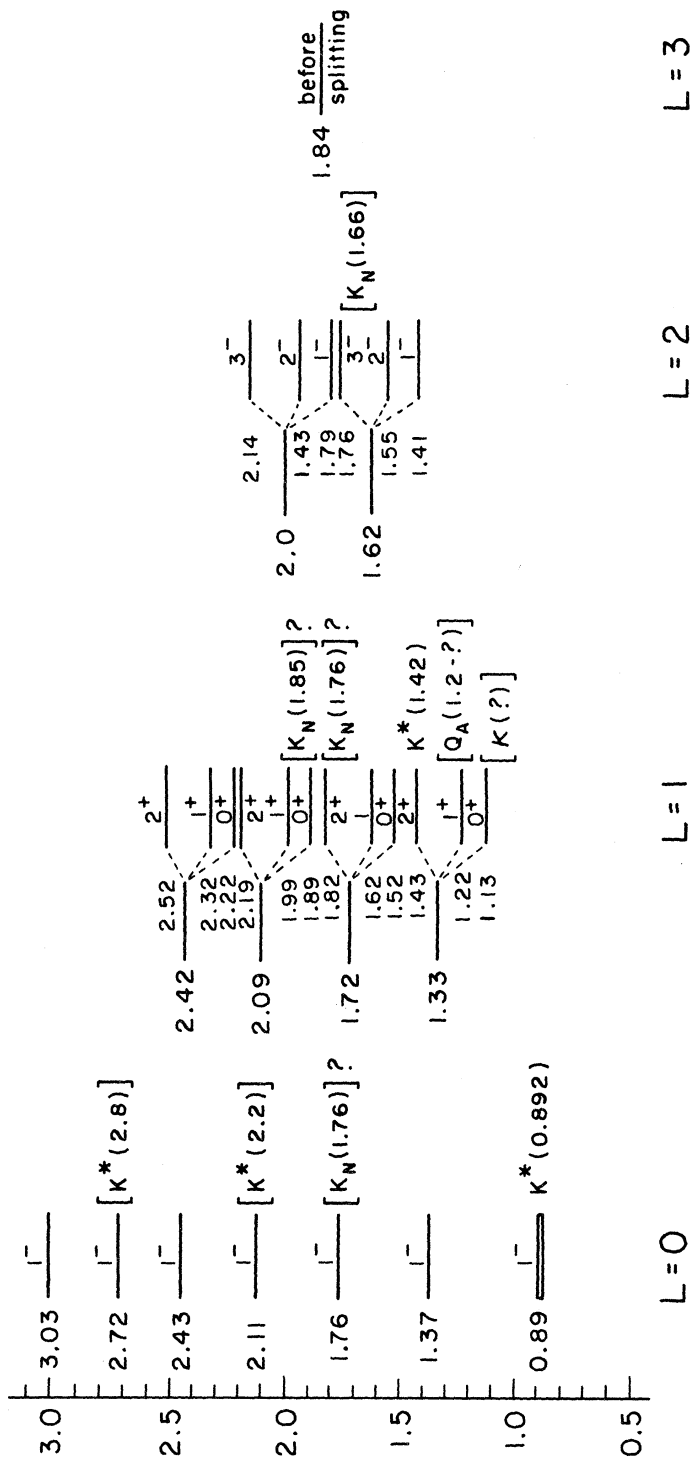 3.0
2.5
2.0
1.5
1.0
0.5
3.03 1⁻
2.72 1⁻ [K*(2.8)]
2.43 1⁻
2.11 1⁻ [K*(2.2)]
1.76 1⁻ [K_N(1.76)]?
1.37 1⁻
0.89 1⁻ K*(0.892)
L=0
2.42
2.52 2⁺
2.32 1⁺
2.22 0⁺
2.09
2.19 2⁺
1.99 1⁺ [K_N(1.85)]?
1.89 0⁺
1.72
1.82 2⁺ [K_N(1.76)]?
1.62 1
1.52 0⁺
1.33
1.43 2⁺ K*(1.42)
1.22 1⁺ [Q_A(1.2-?)]
1.13 0⁺ [K(?)]
L=1
2.0
2.14 3⁻
1.43 2⁻
1.79 1⁻
1.62
1.76 3⁻ [K_N(1.66)]
1.55 2⁻
1.41 1⁻
L=2
1.84 before
splitting
L=3